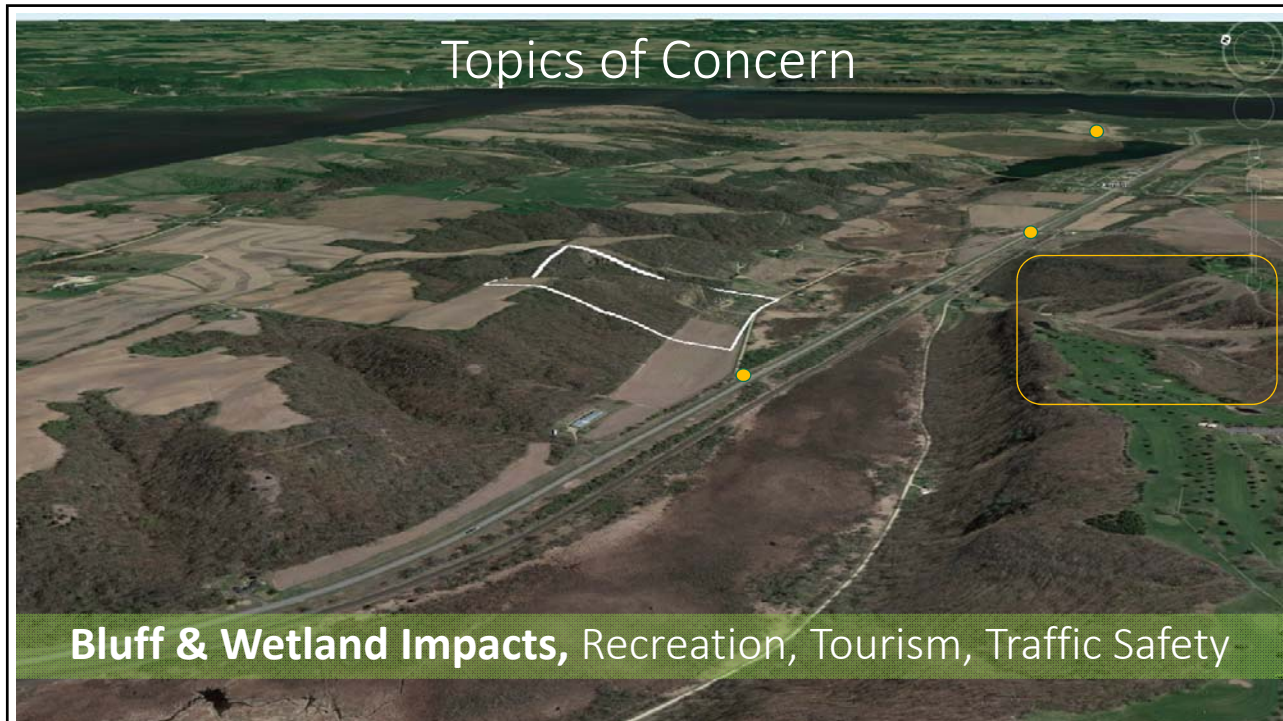 Topics of Concern
Bluff & Wetland Impacts, Recreation, Tourism, Traffic Safety